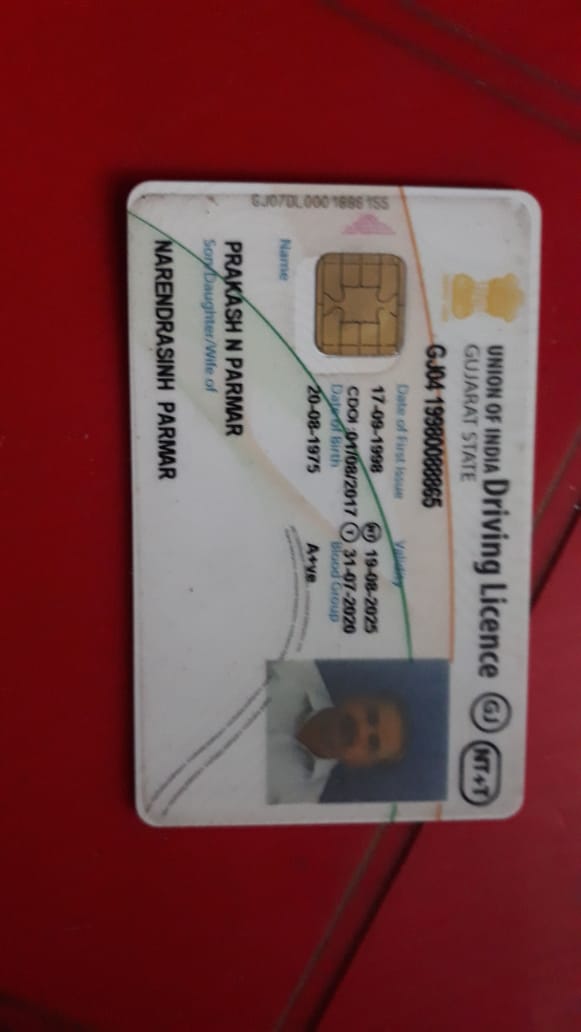 UNION OF INDIA Driving Licence GJ NT+T
GUJARAT STATE
GJ04 19980088865
Date of First Issue Validity
17-09-1998 NT 19-08-2025
CDOI :01/08/2017 T 31-07-2020
Date of Birth Blood Group
20-08-1975 A+ve
Name
PRAKASH N PARMAR
Son/Daughter/Wife of
NARENDRASINH PARMAR
GJ07DL0001886155